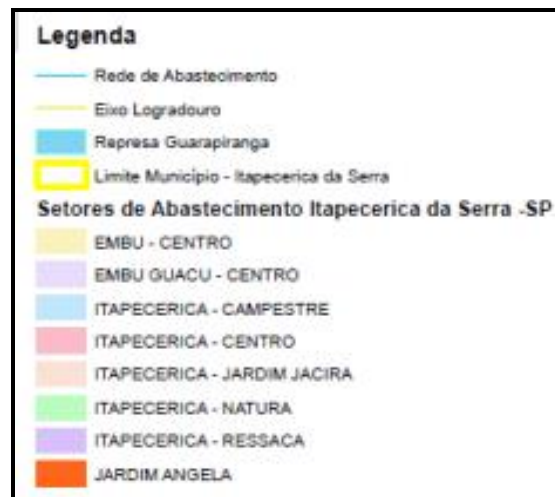 Legenda
Rede de Abastecimento
Eixo Logradouro
Represa Guarapiranga
Limite Município - Itapecerica da Serra
Setores de Abastecimento Itapecerica da Serra -SP
EMBU - CENTRO
EMBU GUACU - CENTRO
ITAPECERICA - CAMPESTRE
ITAPECERICA - CENTRO
ITAPECERICA - JARDIM JACIRA
ITAPECERICA - NATURA
ITAPECERICA - RESSACA
JARDIM ANGELA